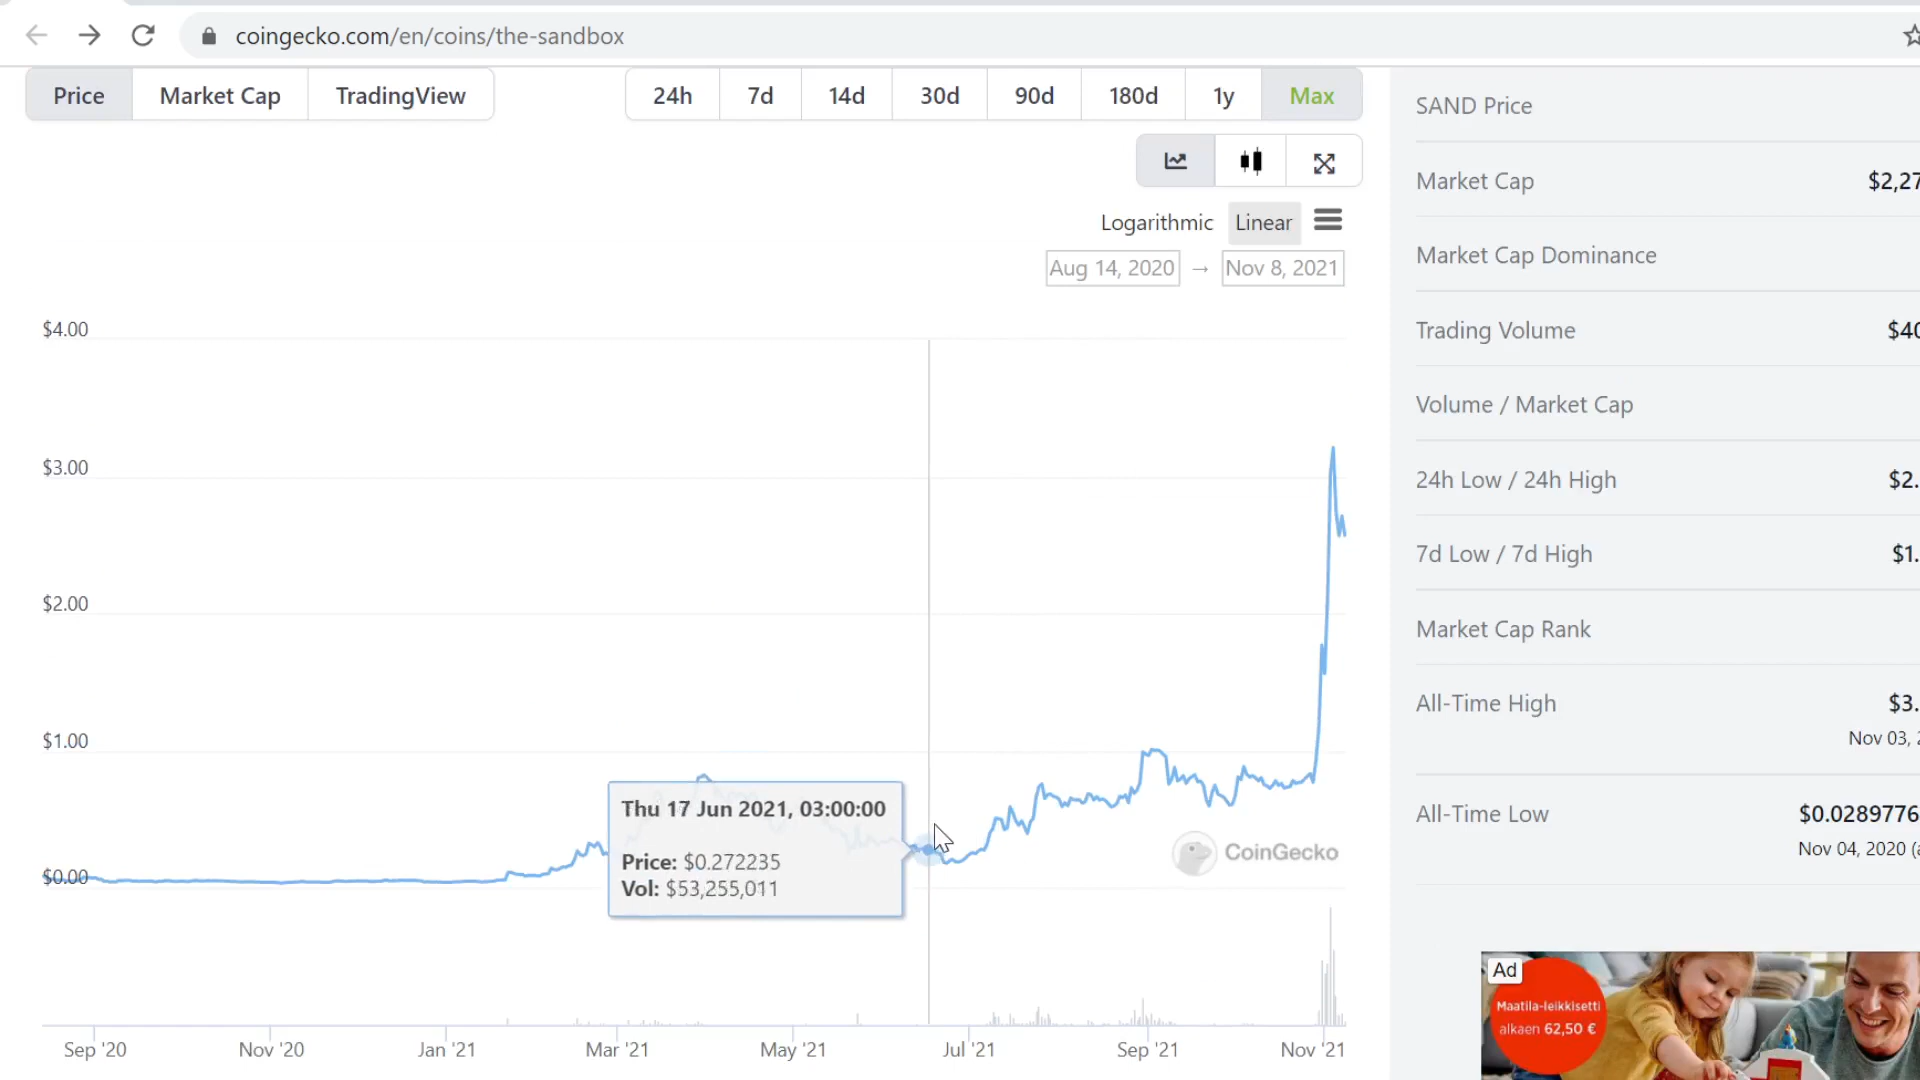 coingecko.com/en/coins/the-sandbox
Price Market Cap TradingView 24h 7d 14d 30d 90d 180d 1y Max
Logarithmic Linear
Aug 14, 2020 → Nov 8, 2021
$4.00
$3.00
$2.00
$1.00
$0.00
Thu 17 Jun 2021, 03:00:00
Price: $0.272235
Vol: $53,255,011
CoinGecko
Sep '20 Nov '20 Jan '21 Mar '21 May '21 Jul '21 Sep '21 Nov '21
SAND Price
Market Cap $2,27
Market Cap Dominance
Trading Volume $40
Volume / Market Cap
24h Low / 24h High $2.
7d Low / 7d High $1.
Market Cap Rank
All-Time High $3.
Nov 03, 2
All-Time Low $0.0289776
Nov 04, 2020 (a
Ad
Maatila-leikkisetti
alkaen 62,50 €